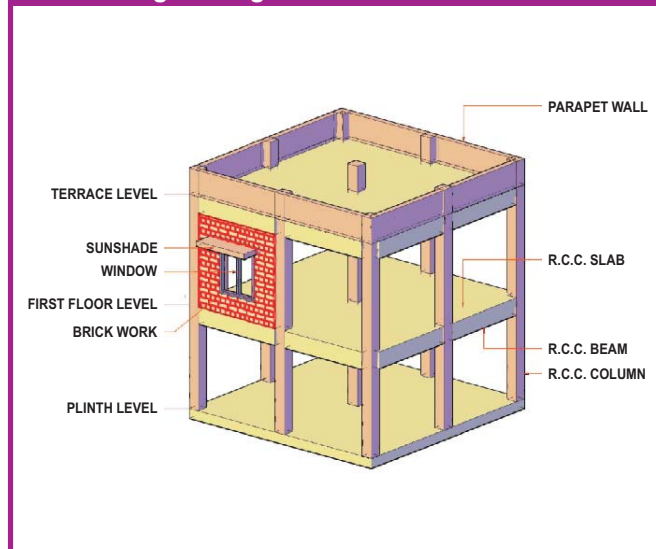 PARAPET WALL
TERRACE LEVEL
SUNSHADE
WINDOW
R.C.C. SLAB
FIRST FLOOR LEVEL
BRICK WORK
R.C.C. BEAM
R.C.C. COLUMN
PLINTH LEVEL